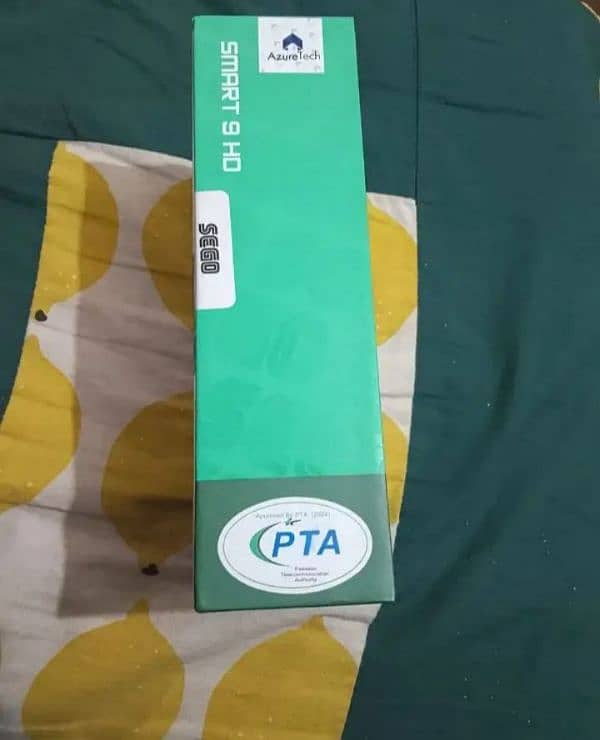 AzureTech
SMART 9 HD
SEGO
Approved by PTA (2024)
PTA
Pakistan
Telecommunication
Authority